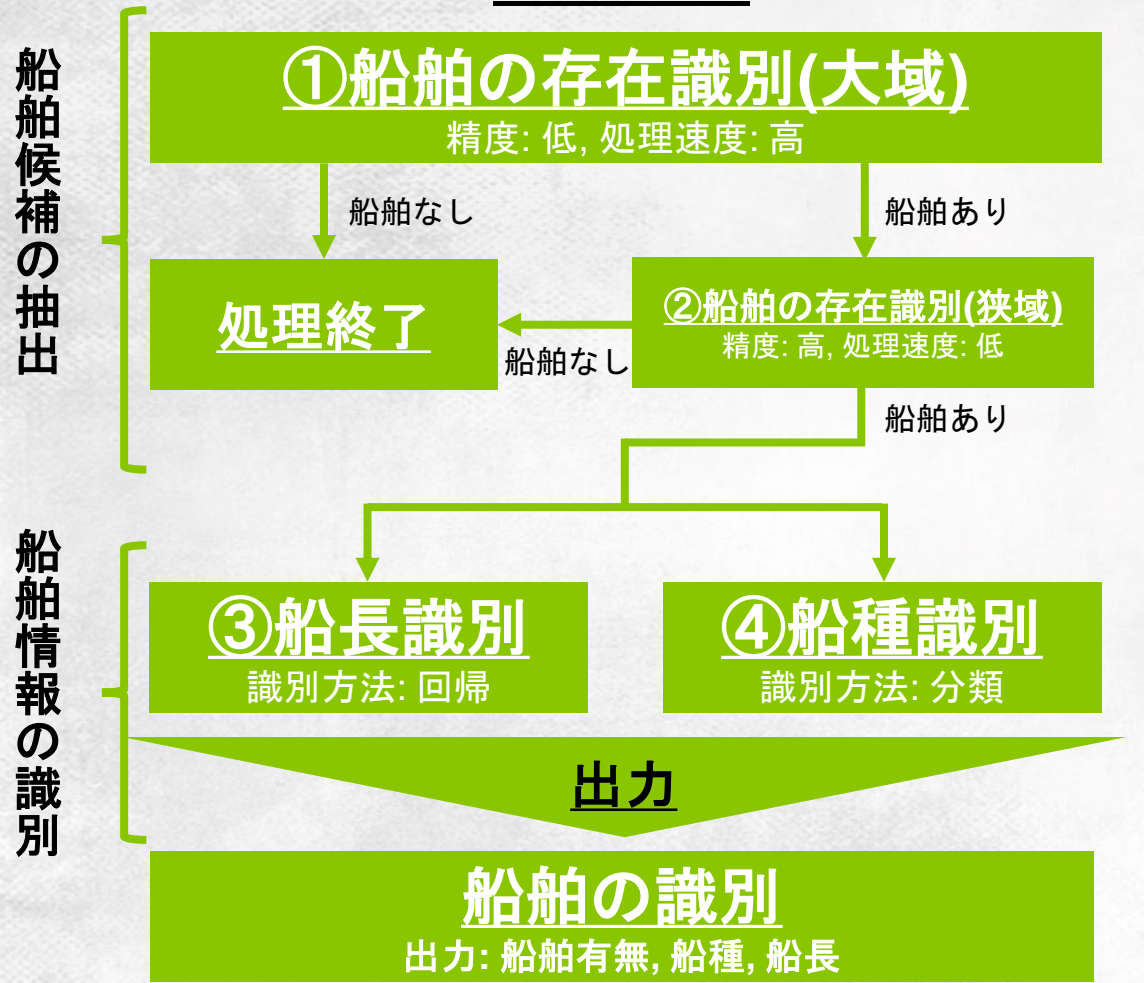 船舶候補の抽出
①船舶の存在識別(大域)
精度: 低, 処理速度: 高
船舶なし
船舶あり
処理終了
②船舶の存在識別(狭域)
精度: 高, 処理速度: 低
船舶なし
船舶あり
船舶情報の識別
③船長識別
識別方法: 回帰
④船種識別
識別方法: 分類
出力
船舶の識別
出力: 船舶有無, 船種, 船長